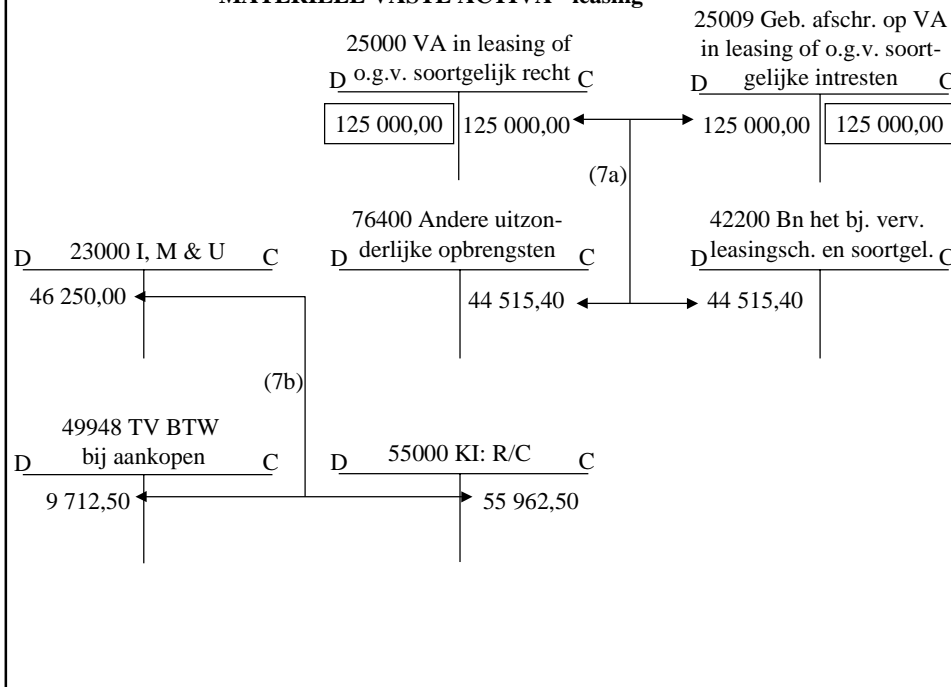 MATERIËLE VASTE ACTIVA - leasing
25000 VA in leasing of
o.g.v. soortgelijk recht
D C
125 000,00 125 000,00
25009 Geb. afschr. op VA
in leasing of o.g.v. soort-
gelijke intresten
D C
125 000,00 125 000,00
(7a)
23000 I, M & U
D C
46 250,00
76400 Andere uitzon-
derlijke opbrengsten
D C
44 515,40
42200 Bn het bj. verv.
leasingsch. en soortgel.
D C
44 515,40
(7b)
49948 TV BTW
bij aankopen
D C
9 712,50
55000 KI: R/C
D C
55 962,50